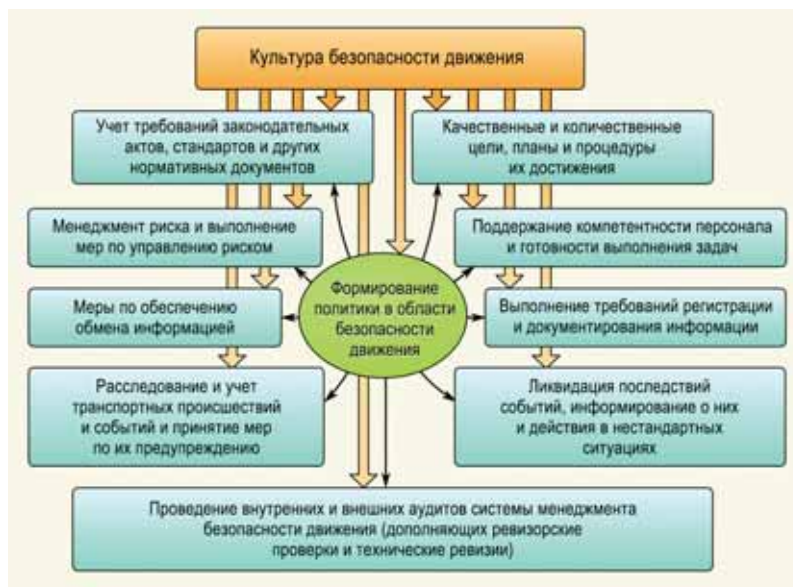 Культура безопасности движения
Учет требований законодательных
актов, стандартов и других
нормативных документов
Качественные и количественные
цели, планы и процедуры
их достижения
Менеджмент риска и выполнение
мер по управлению риском
Поддержание компетентности персонала
и готовности выполнения задач
Формирование
политики в области
безопасности
движения
Меры по обеспечению
обмена информацией
Выполнение требований регистрации
и документирования информации
Расследование и учет
транспортных происшествий
и событий и принятие мер
по их предупреждению
Ликвидация последствий
событий, информирование о них
и действия в нестандартных
ситуациях
Проведение внутренних и внешних аудитов системы менеджмента
безопасности движения (дополняющих ревизорские
проверки и технические ревизии)